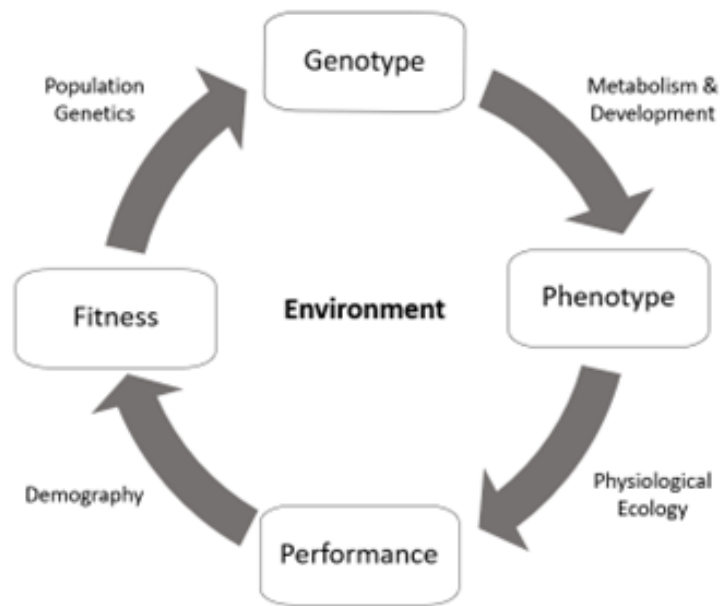 Genotype
Population
Genetics
Metabolism &
Development
Fitness
Environment
Phenotype
Demography
Physiological
Ecology
Performance